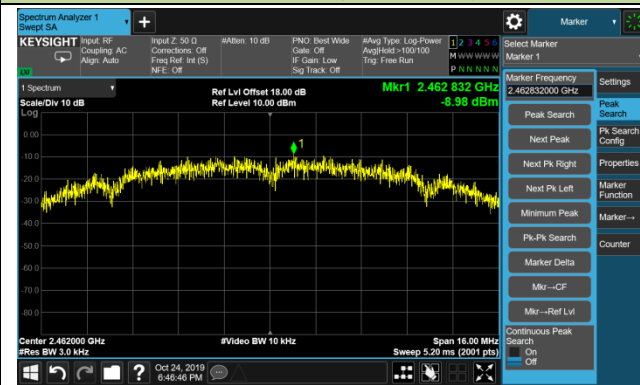 Spectrum Analyzer 1
Swept SA
Marker
KEYSIGHT
Input: RF
Coupling: AC
Align: Auto
Input Z: 50 Ω
Corrections: Off
Freq Ref: Int (S)
NFE: Off
#Atten: 10 dB
PNO: Best Wide
Gate: Off
IF Gain: Low
Sig Track: Off
#Avg Type: Log-Power
Avg|Hold:>100/100
Trig: Free Run
1 2 3 4 5 6
M W W W W W
P N N N N N
LV
Select Marker
Marker 1
1 Spectrum
Scale/Div 10 dB
Log
Ref Lvl Offset 18.00 dB
Ref Level 10.00 dBm
Mkr1 2.462 832 GHz
-8.98 dBm
0.00
-10.0
-20.0
-30.0
-40.0
-50.0
-60.0
-70.0
-80.0
1
Center 2.462000 GHz
#Res BW 3.0 kHz
#Video BW 10 kHz
Span 16.00 MHz
Sweep 5.20 ms (2001 pts)
Marker Frequency
2.462832000 GHz
Peak Search
Next Peak
Next Pk Right
Next Pk Left
Minimum Peak
Pk-Pk Search
Marker Delta
Mkr→CF
Mkr→Ref Lvl
Continuous Peak
Search
On
Off
Settings
Peak
Search
Pk Search
Config
Properties
Marker
Function
Marker→
Counter
Oct 24, 2019
6:46:46 PM